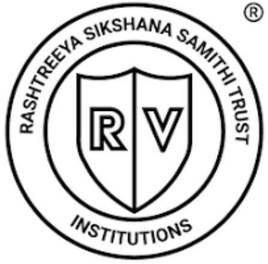 ®
RASHTREEYA SIKSHANA SAMITHI TRUST
RV
INSTITUTIONS